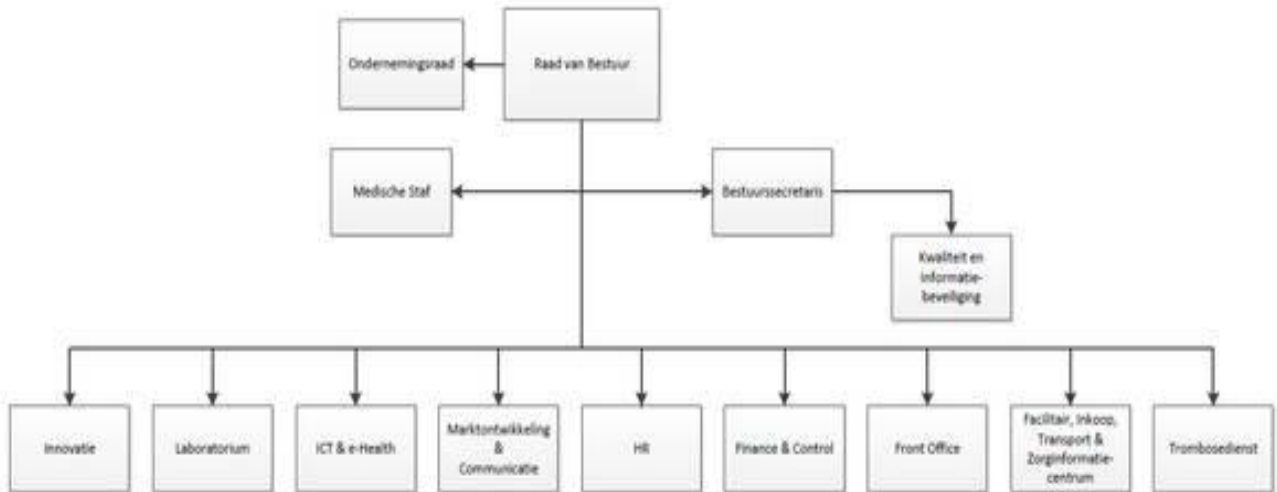 Ondernemingsraad
Raad van Bestuur
Medische Staf
Bestuurssecretaris
Kwaliteit en
informatie-
beveiliging
Innovatie
Laboratorium
ICT & e-Health
Marktontwikkeling
&
Communicatie
HR
Finance & Control
Front Office
Facilitair, Inkoop,
Transport &
Zorginformatie-
centrum
Trombosedienst